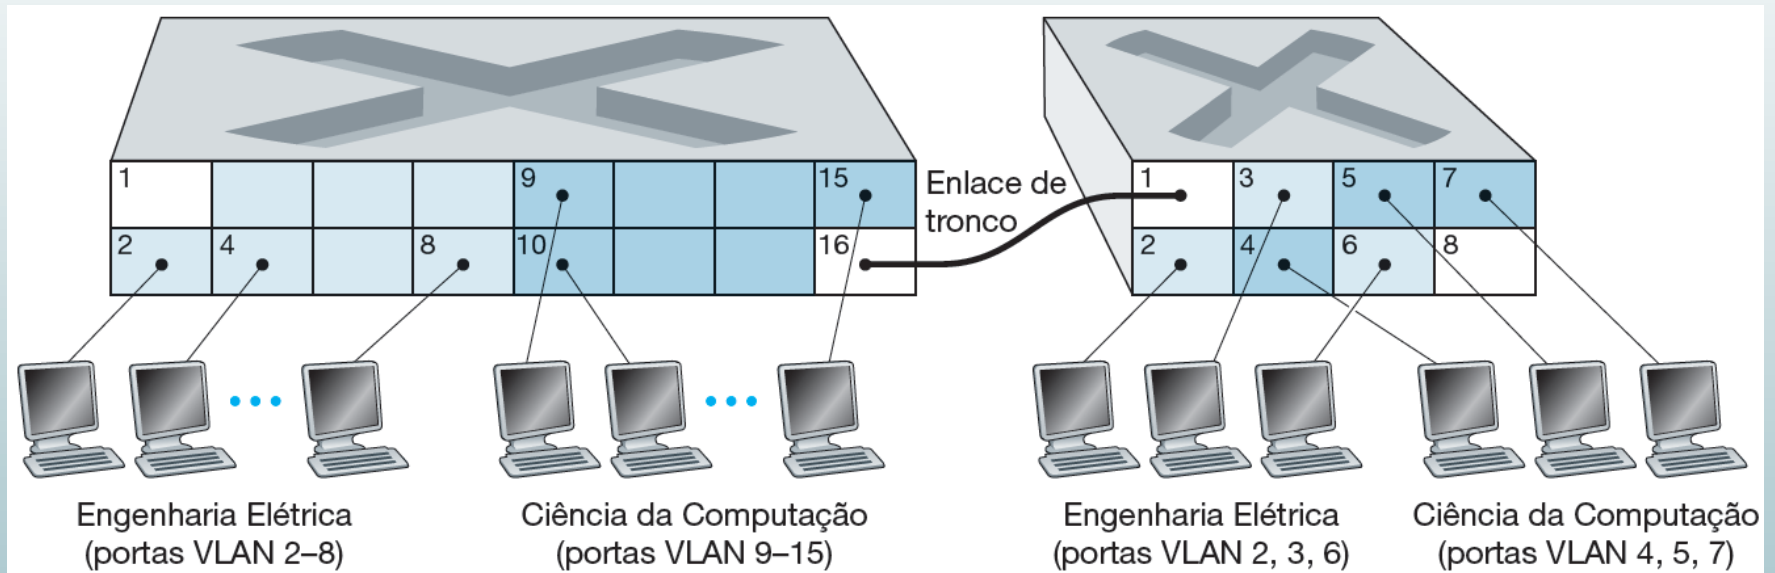 1
9
15
2
4
8
10
16
Enlace de
tronco
1
3
5
7
2
4
6
8
Engenharia Elétrica
(portas VLAN 2–8)
Ciência da Computação
(portas VLAN 9–15)
Engenharia Elétrica
(portas VLAN 2, 3, 6)
Ciência da Computação
(portas VLAN 4, 5, 7)